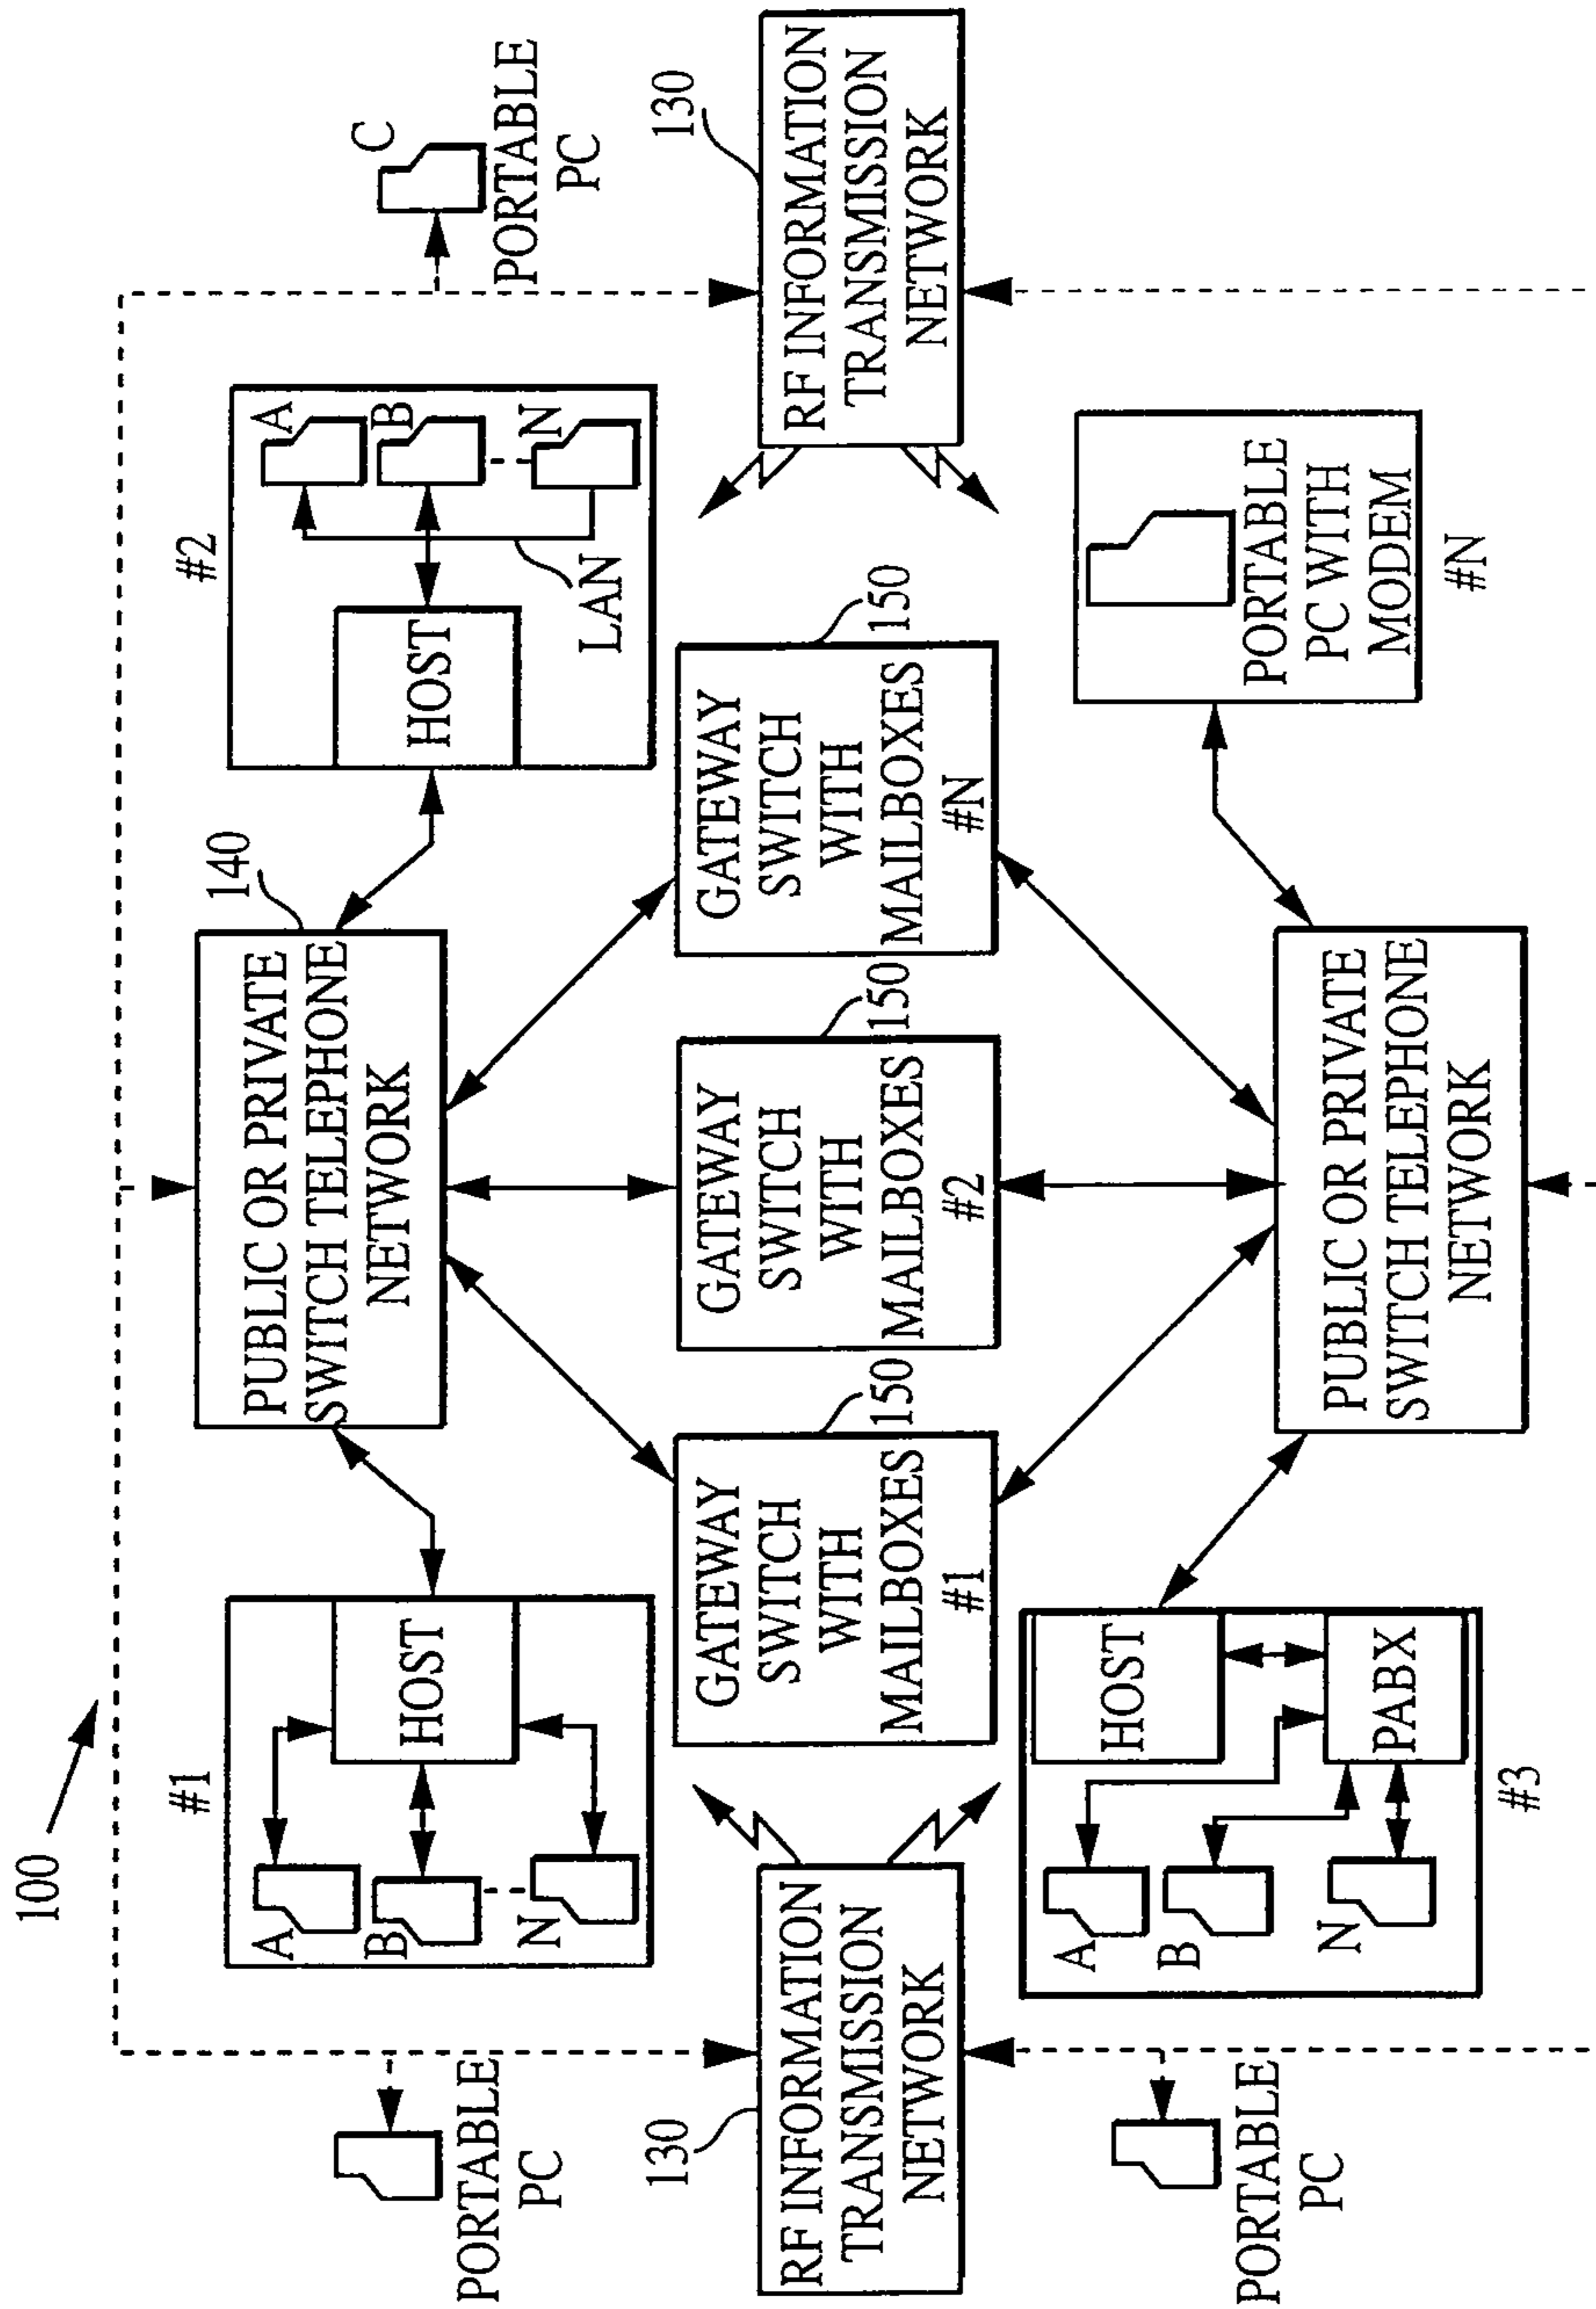 100
#1
A
B
N
HOST
PUBLIC OR PRIVATE
SWITCH TELEPHONE
NETWORK
140
#2
HOST
A
B
N
LAN
C
PORTABLE
PC
PORTABLE
PC
130
RF INFORMATION
TRANSMISSION
NETWORK
GATEWAY
SWITCH
WITH
MAILBOXES
#1
150
GATEWAY
SWITCH
WITH
MAILBOXES
#2
150
GATEWAY
SWITCH
WITH
MAILBOXES
#N
150
130
RF INFORMATION
TRANSMISSION
NETWORK
PORTABLE
PC
A
B
N
HOST
PABX
#3
PUBLIC OR PRIVATE
SWITCH TELEPHONE
NETWORK
PORTABLE
PC WITH
MODEM
#N